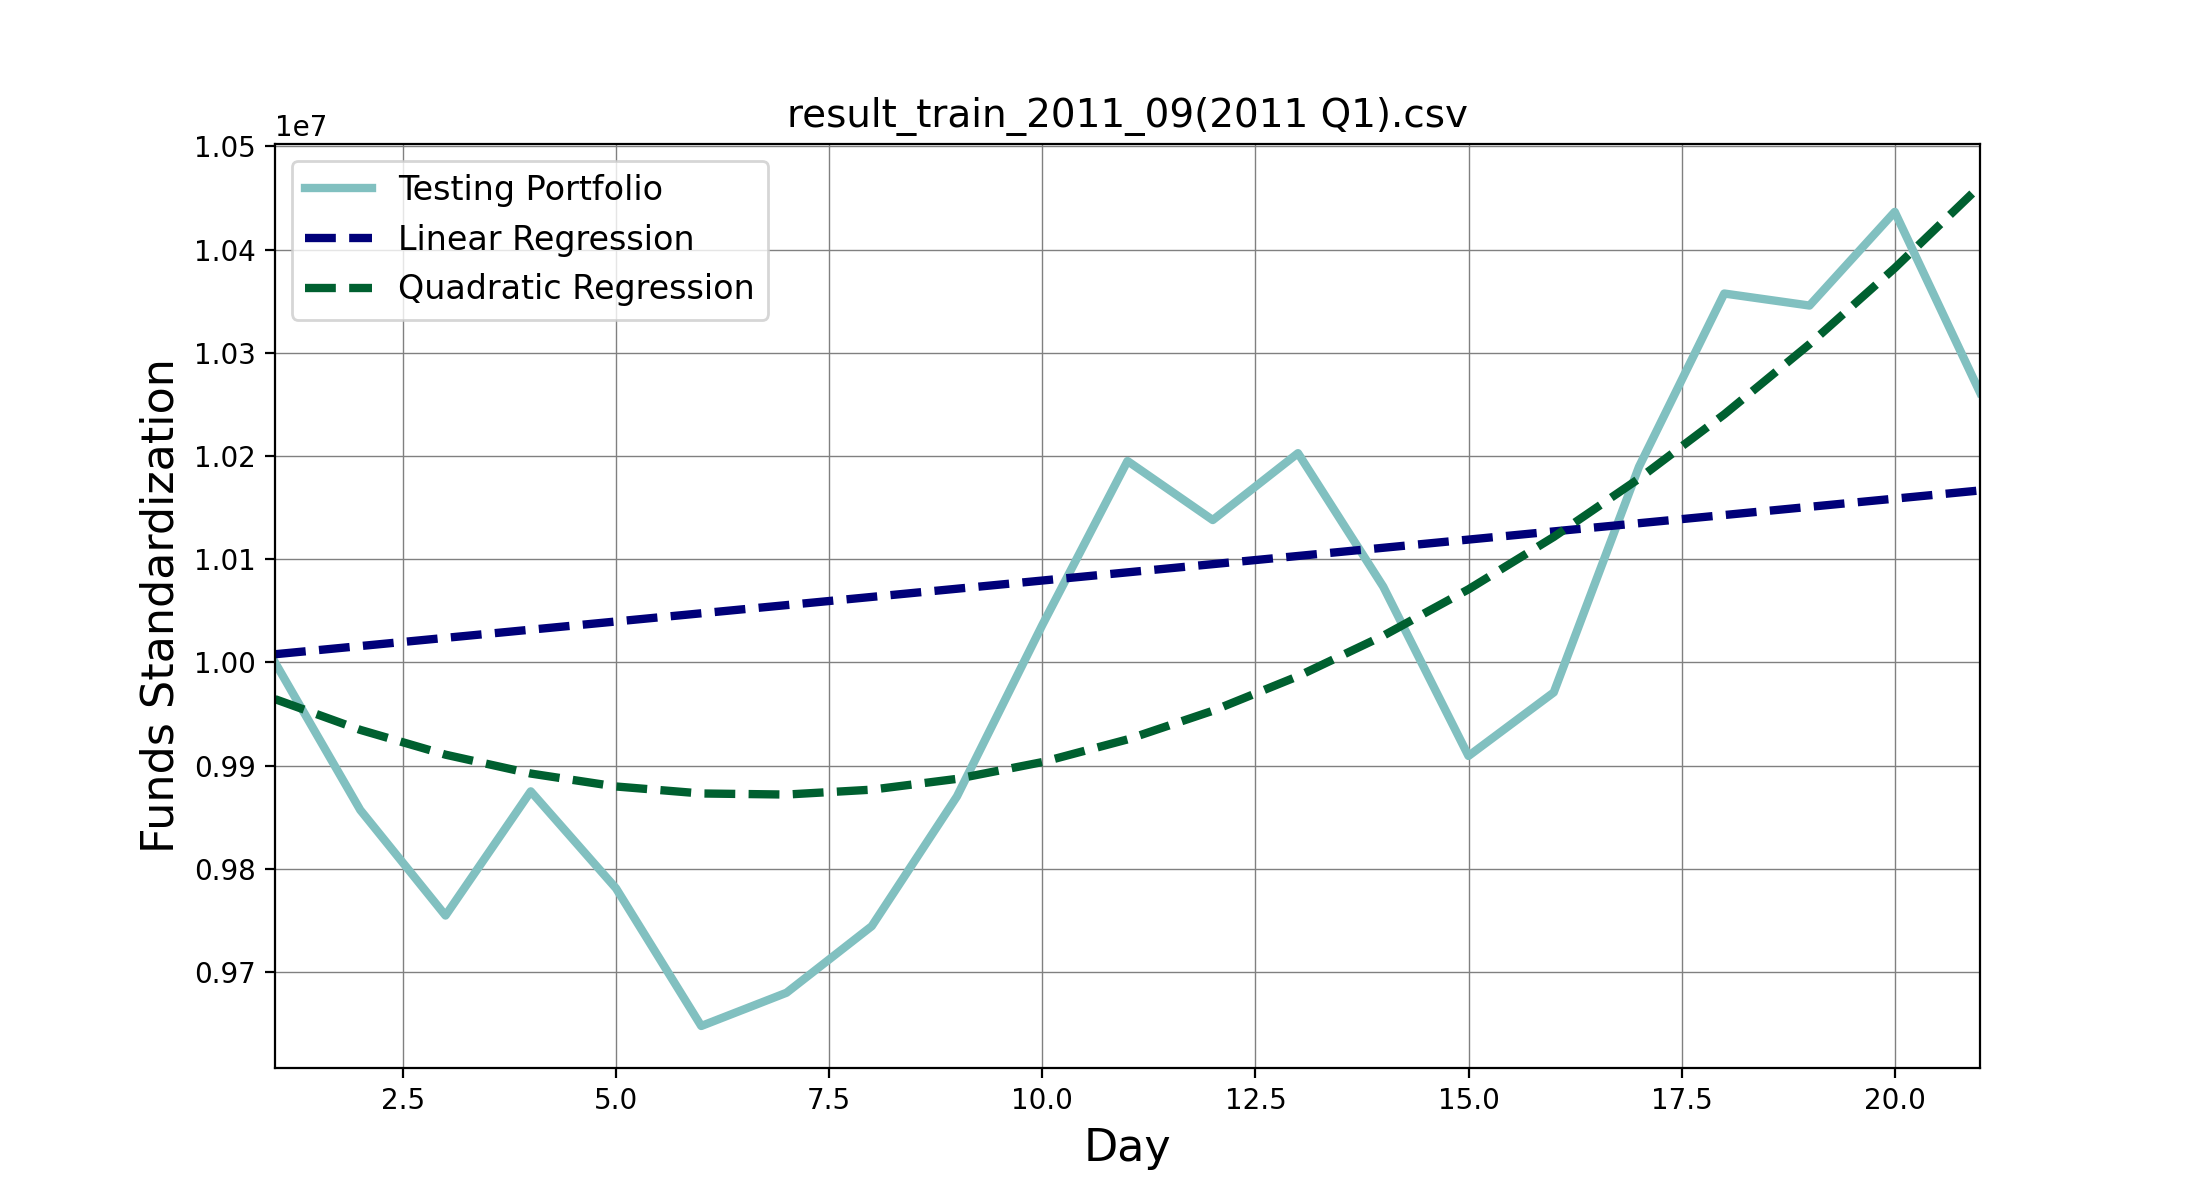 result_train_2011_09(2011 Q1).csv
1e7
Testing Portfolio
Linear Regression
Quadratic Regression
1.05
1.04
1.03
1.02
1.01
1.00
0.99
0.98
0.97
Funds Standardization
2.5 5.0 7.5 10.0 12.5 15.0 17.5 20.0
Day